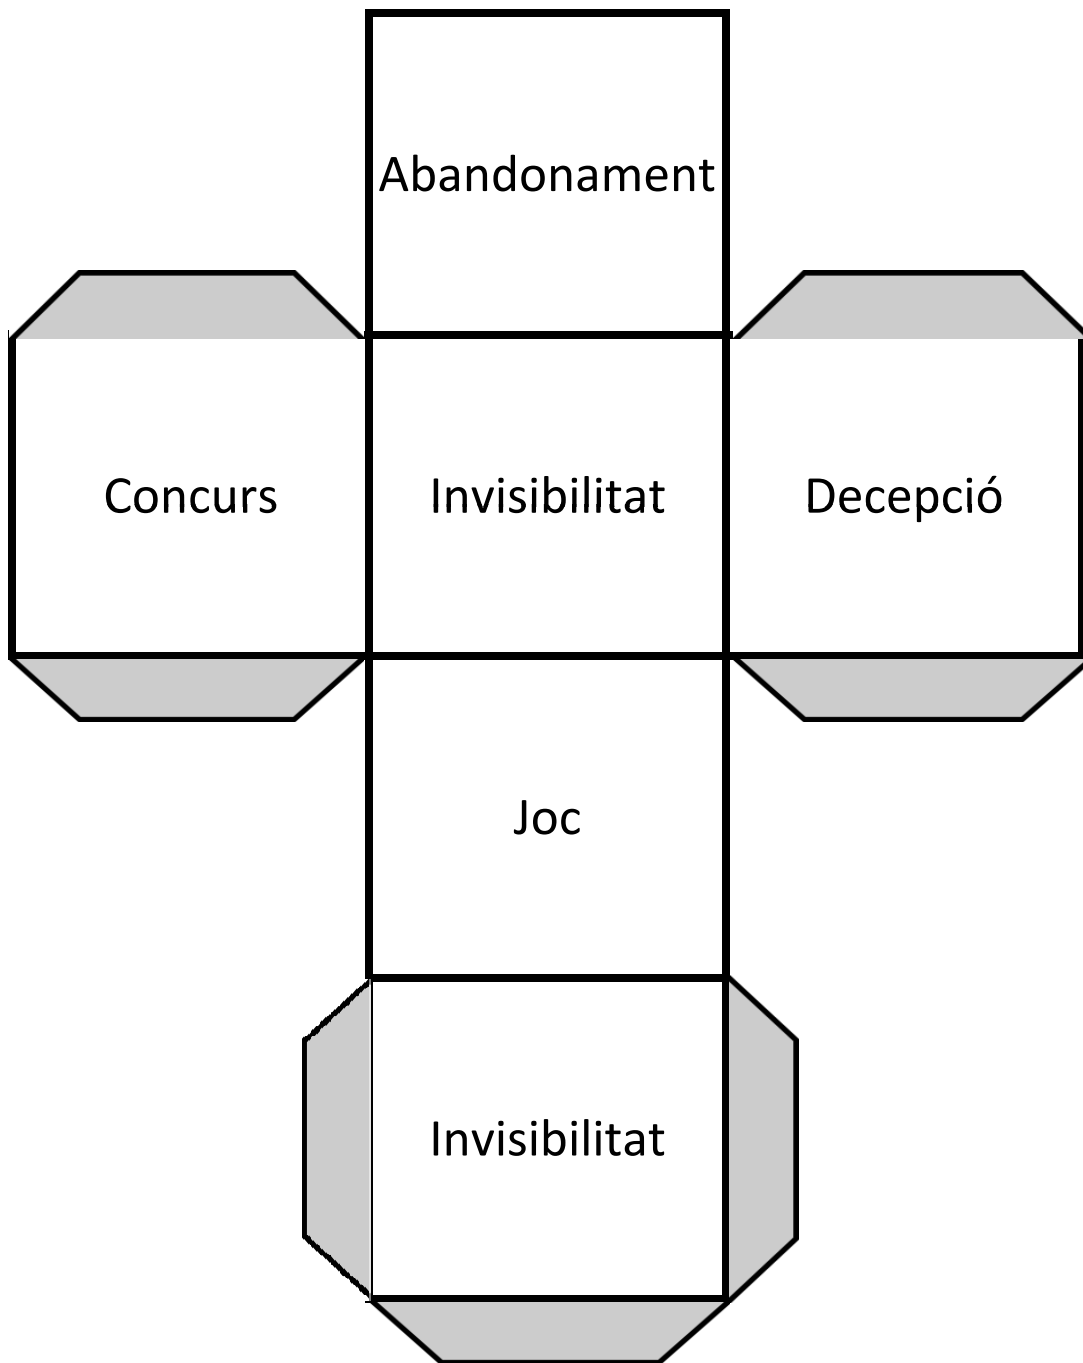 Abandonament
Concurs
Invisibilitat
Decepció
Joc
Invisibilitat